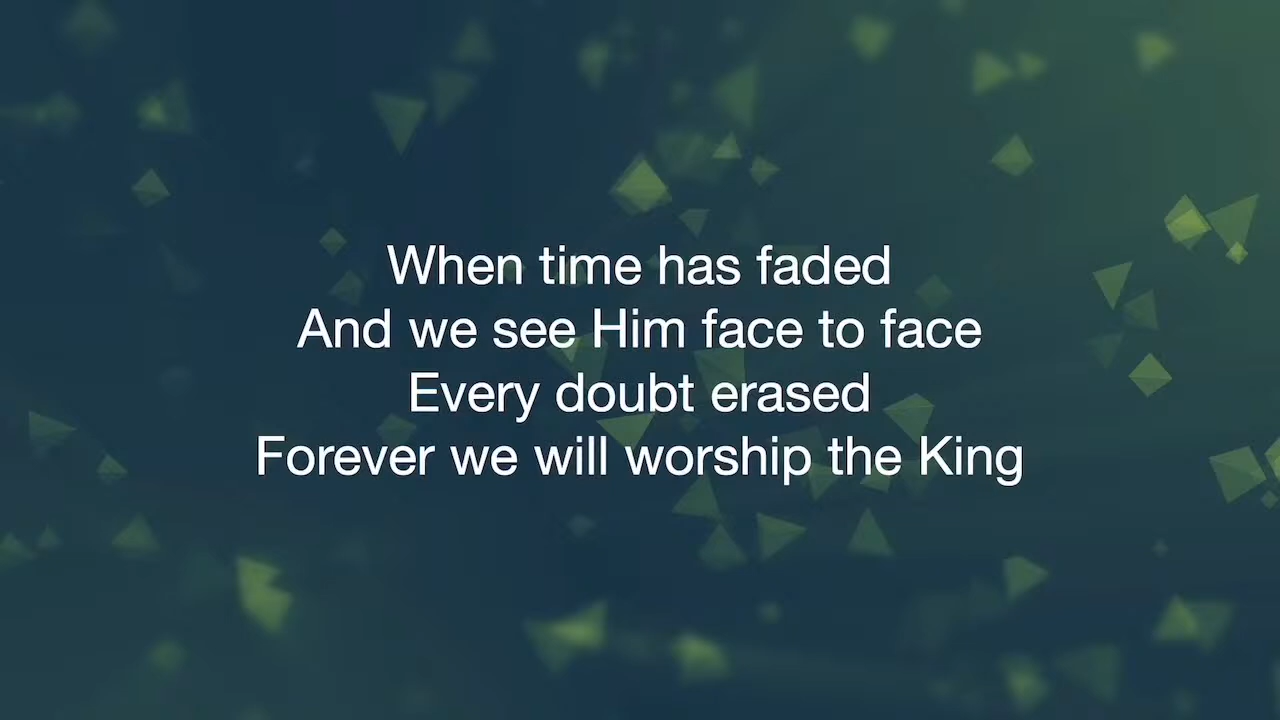 When time has faded
And we see Him face to face
Every doubt erased
Forever we will worship the King